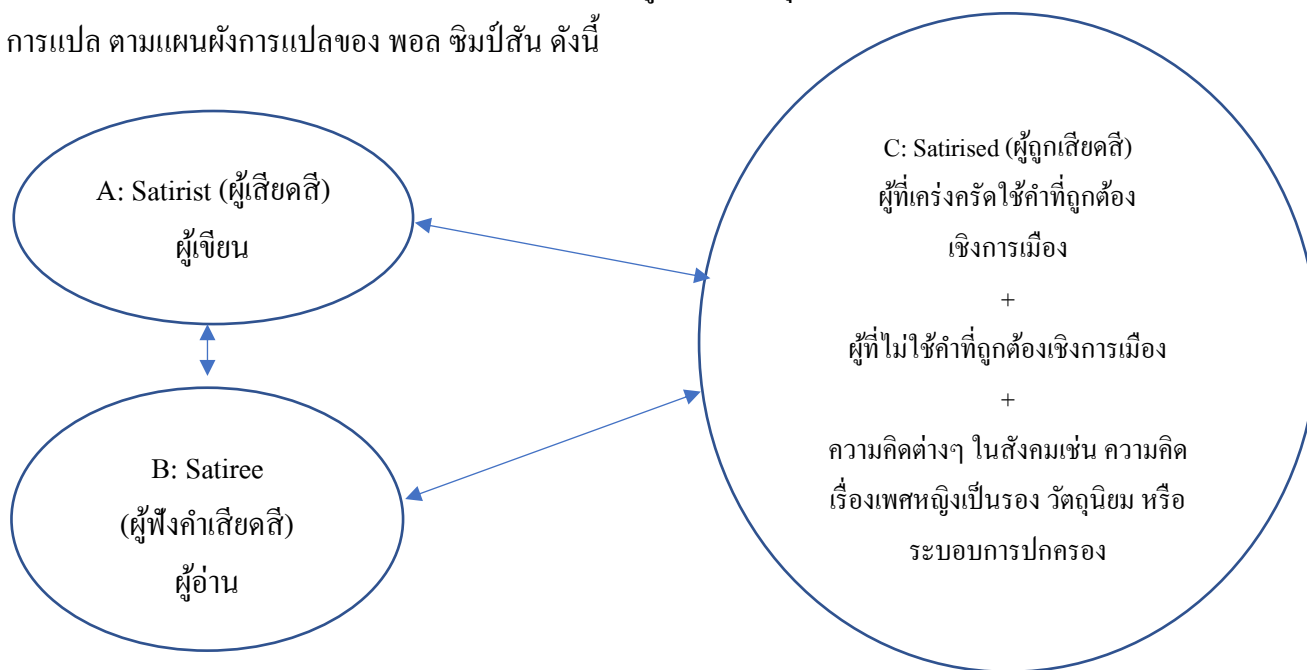 การแปล ตามแผนผังการแปลของ พอล ซิมป์สัน ดังนี้
A: Satirist (ผู้เสียดสี)
ผู้เขียน
B: Satiree
(ผู้ฟังคำเสียดสี)
ผู้อ่าน
C: Satirised (ผู้ถูกเสียดสี)
ผู้ที่เคร่งครัดใช้คำที่ถูกต้อง
เชิงการเมือง
+
ผู้ที่ไม่ใช้คำที่ถูกต้องเชิงการเมือง
+
ความคิดต่างๆ ในสังคมเช่น ความคิด
เรื่องเพศหญิงเป็นรอง วัตถุนิยม หรือ
ระบอบการปกครอง